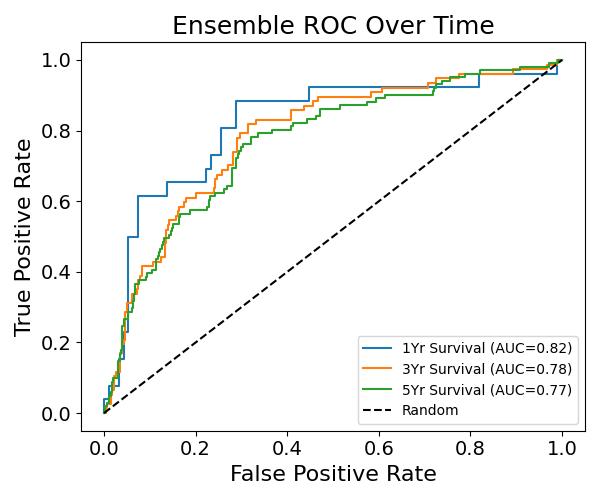 Ensemble ROC Over Time
True Positive Rate
1.0
0.8
0.6
0.4
0.2
0.0
1Yr Survival (AUC=0.82)
3Yr Survival (AUC=0.78)
5Yr Survival (AUC=0.77)
Random
0.0 0.2 0.4 0.6 0.8 1.0
False Positive Rate